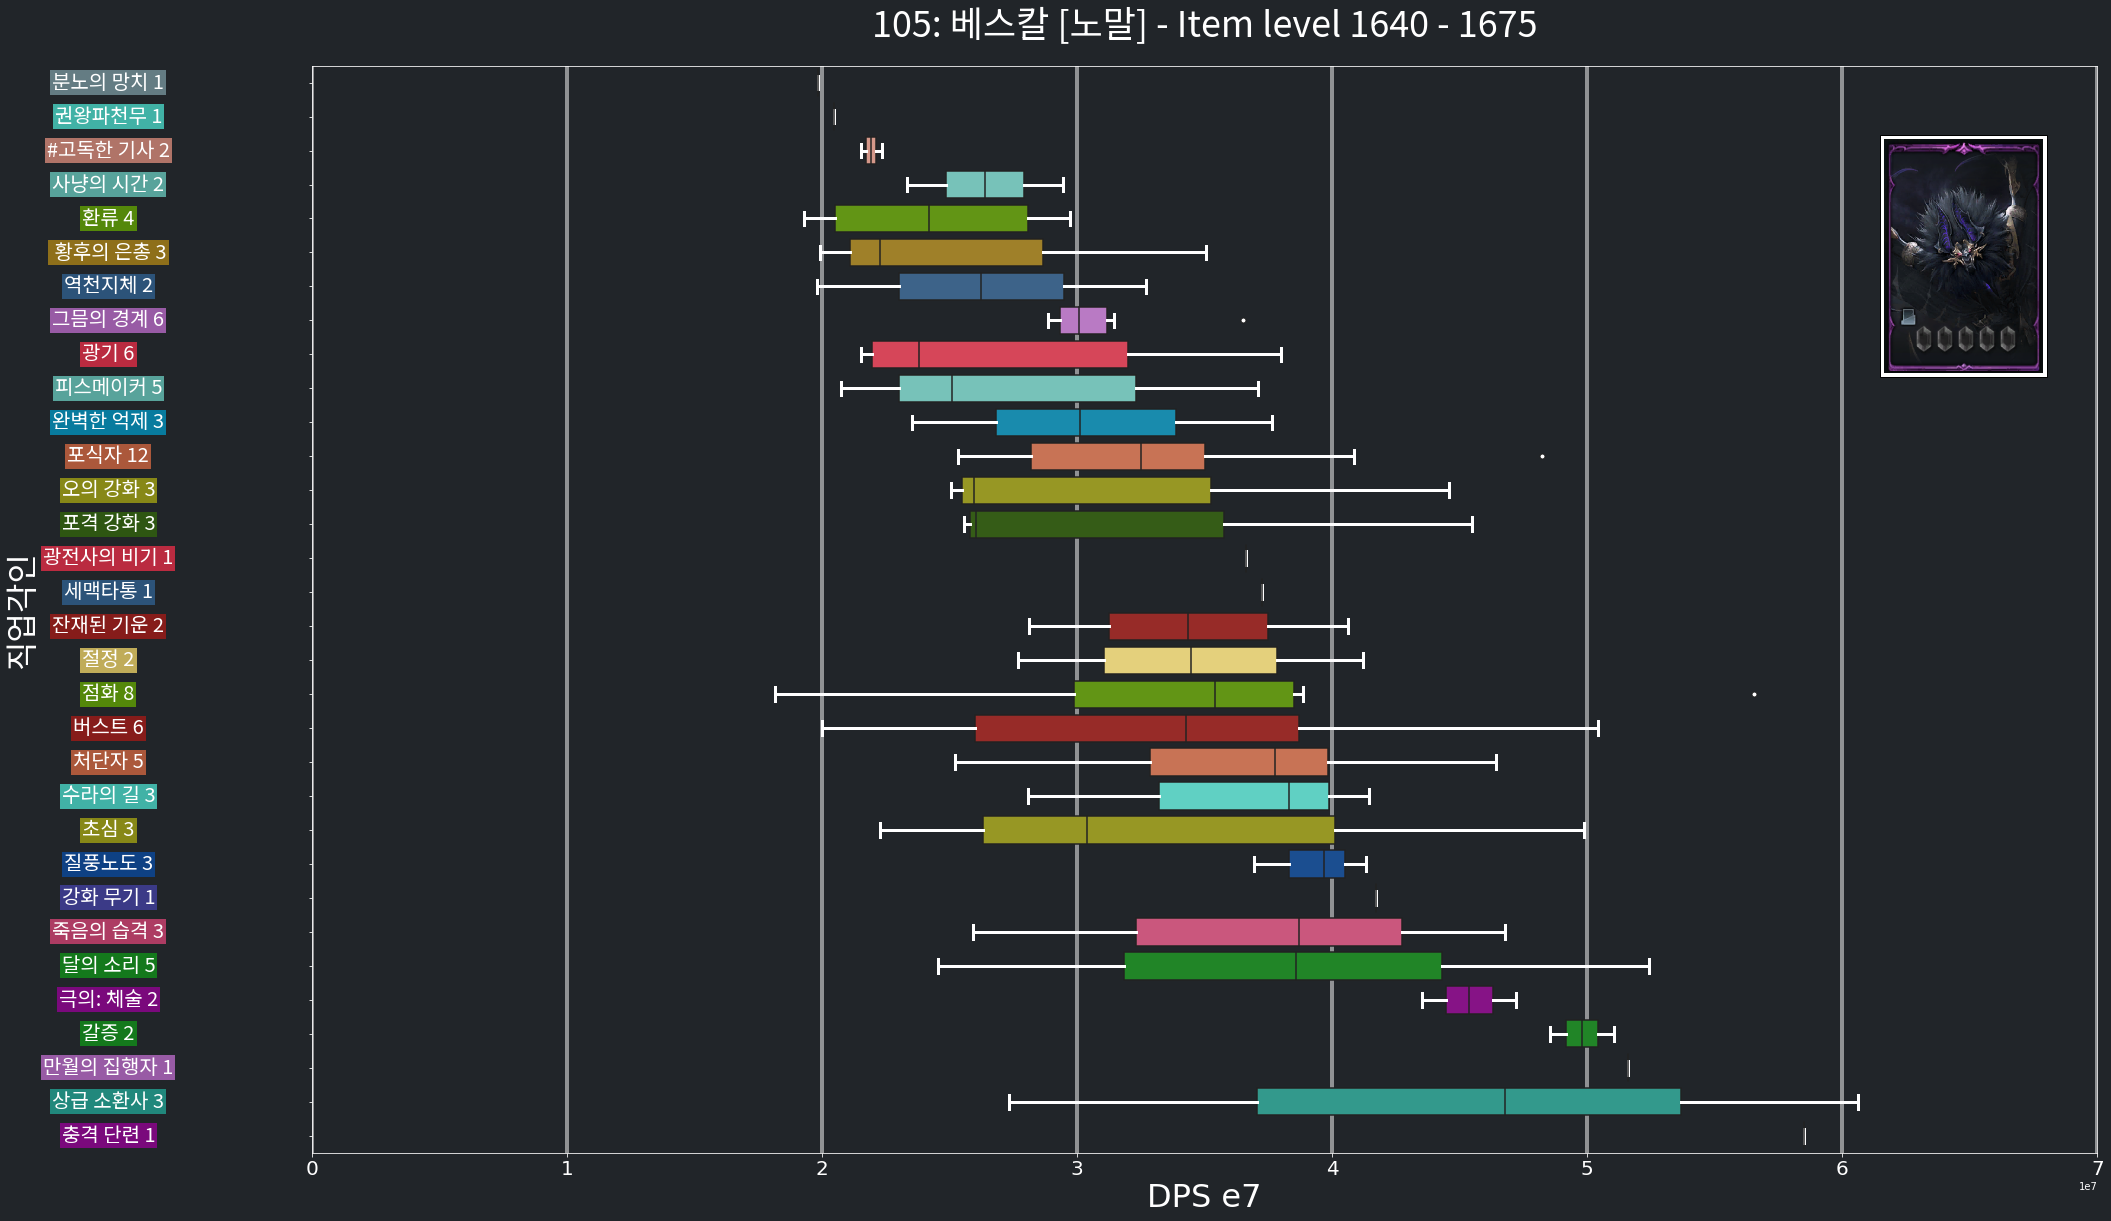 105: 베스칼 [노말] - Item level 1640 - 1675
분노의 망치 1
권왕파천무 1
#고독한 기사 2
사냥의 시간 2
환류 4
황후의 은총 3
역천지체 2
그믐의 경계 6
광기 6
피스메이커 5
완벽한 억제 3
포식자 12
오의 강화 3
포격 강화 3
광전사의 비기 1
세맥타통 1
잔재된 기운 2
절정 2
점화 8
버스트 6
처단자 5
수라의 길 3
초심 3
질풍노도 3
강화 무기 1
죽음의 습격 3
달의 소리 5
극의: 체술 2
갈증 2
만월의 집행자 1
상급 소환사 3
충격 단련 1
직업각인
0 1 2 3 4 5 6 7
1e7
DPS e7